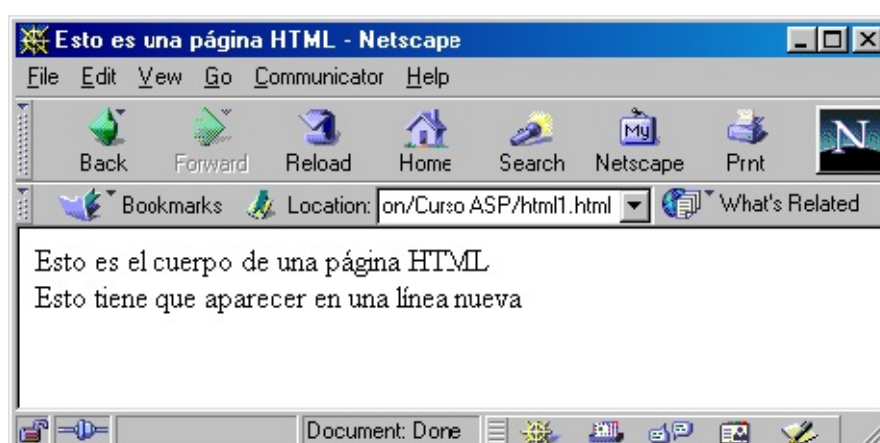 Esto es una página HTML - Netscape
File Edit View Go Communicator Help
Back Forward Reload Home Search My Netscape Print N
Bookmarks Location: on/Curso ASP/html1.html What's Related
Esto es el cuerpo de una página HTML
Esto tiene que aparecer en una línea nueva
Document: Done